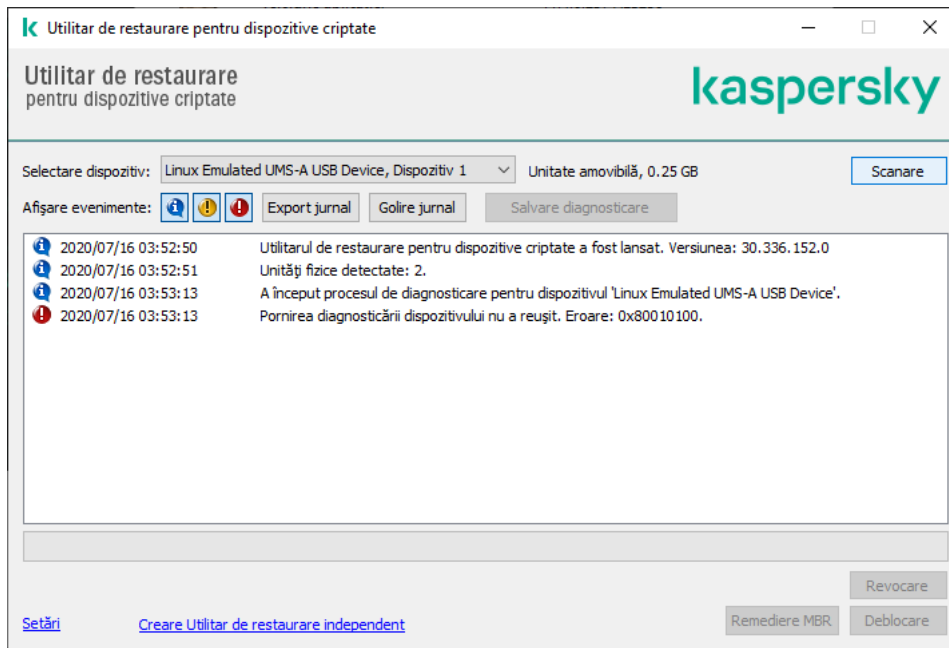 Utilitar de restaurare pentru dispozitive criptate
Utilitar de restaurare
pentru dispozitive criptate
kaspersky
Selectare dispozitiv: Linux Emulated UMS-A USB Device, Dispozitiv 1 Unitate amovibilă, 0.25 GB Scanare
Afişare evenimente: Export jurnal Golire jurnal Salvare diagnosticare
2020/07/16 03:52:50 Utilitarul de restaurare pentru dispozitive criptate a fost lansat. Versiunea: 30.336.152.0
2020/07/16 03:52:51 Unităţi fizice detectate: 2.
2020/07/16 03:53:13 A început procesul de diagnosticare pentru dispozitivul 'Linux Emulated UMS-A USB Device'.
2020/07/16 03:53:13 Pornirea diagnosticării dispozitivului nu a reuşit. Eroare: 0x80010100.
Revocare
Setări Creare Utilitar de restaurare independent Remediere MBR Deblocare